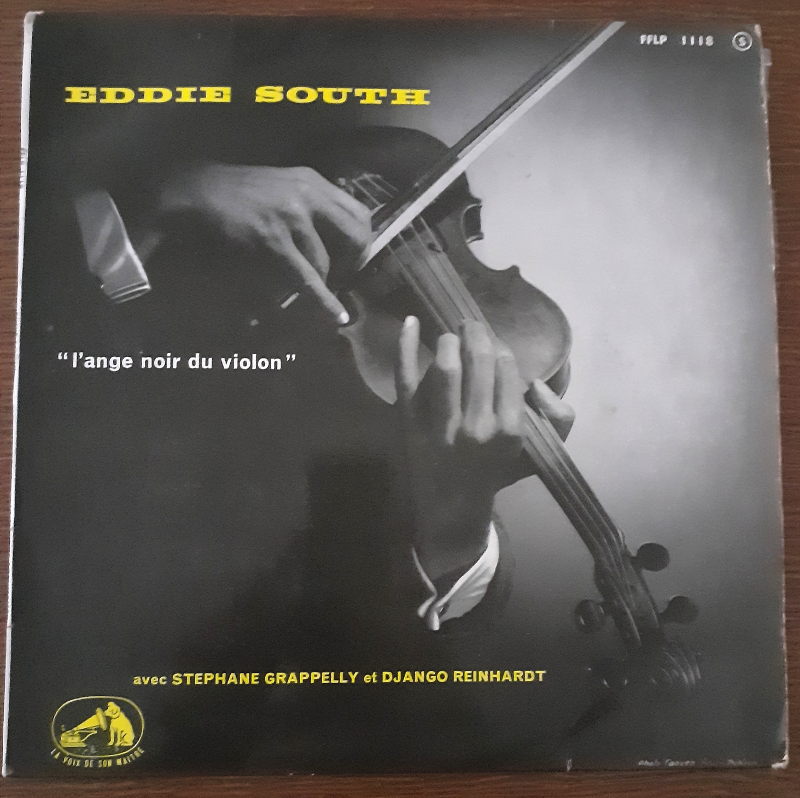 FFLP 1118 S
EDDIE SOUTH
"l'ange noir du violon"
avec STEPHANE GRAPPELLY et DJANGO REINHARDT
LA VOIX DE SON MAITRE